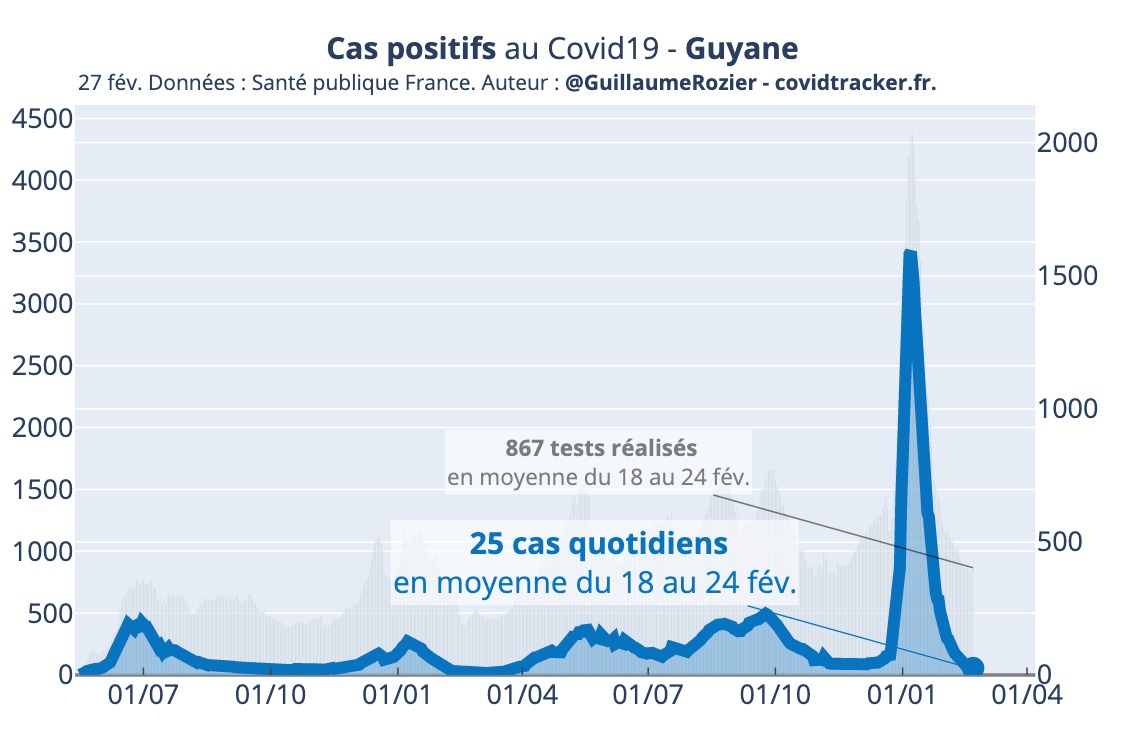 Cas positifs au Covid19 - Guyane
27 fév. Données : Santé publique France. Auteur : @GuillaumeRozier - covidtracker.fr.
4500
2000
4000
3500
1500
3000
2500
1000
2000
867 tests réalisés
en moyenne du 18 au 24 fév.
1500
25 cas quotidiens
500
1000
en moyenne du 18 au 24 fév.
500
0
0
01/07 01/10 01/01 01/04 01/07 01/10 01/01 01/04